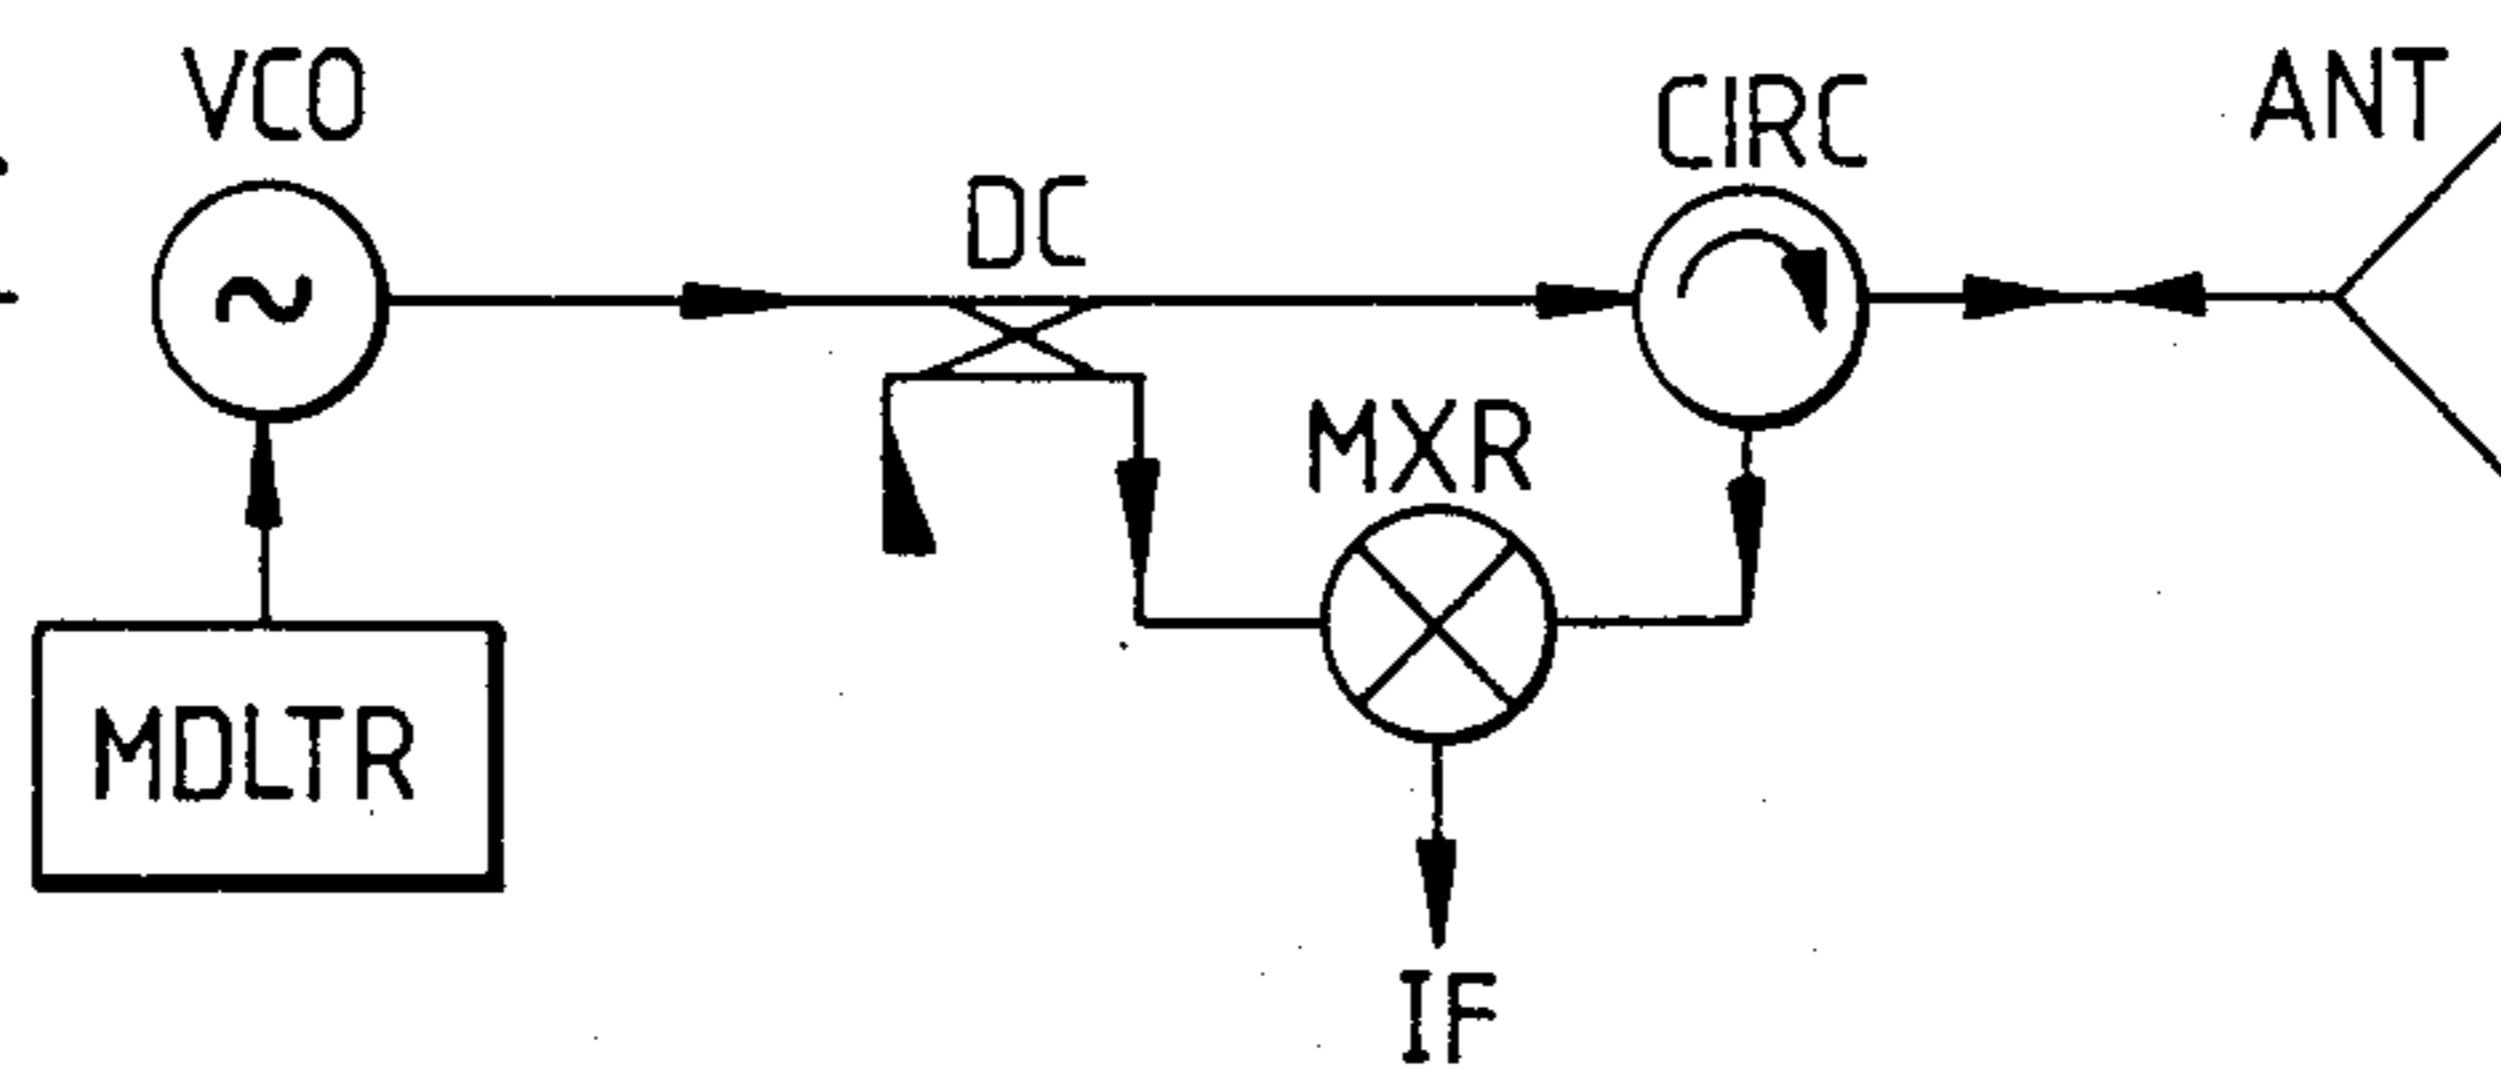 VCO
DC
CIRC
ANT
MXR
MDLTR
IF